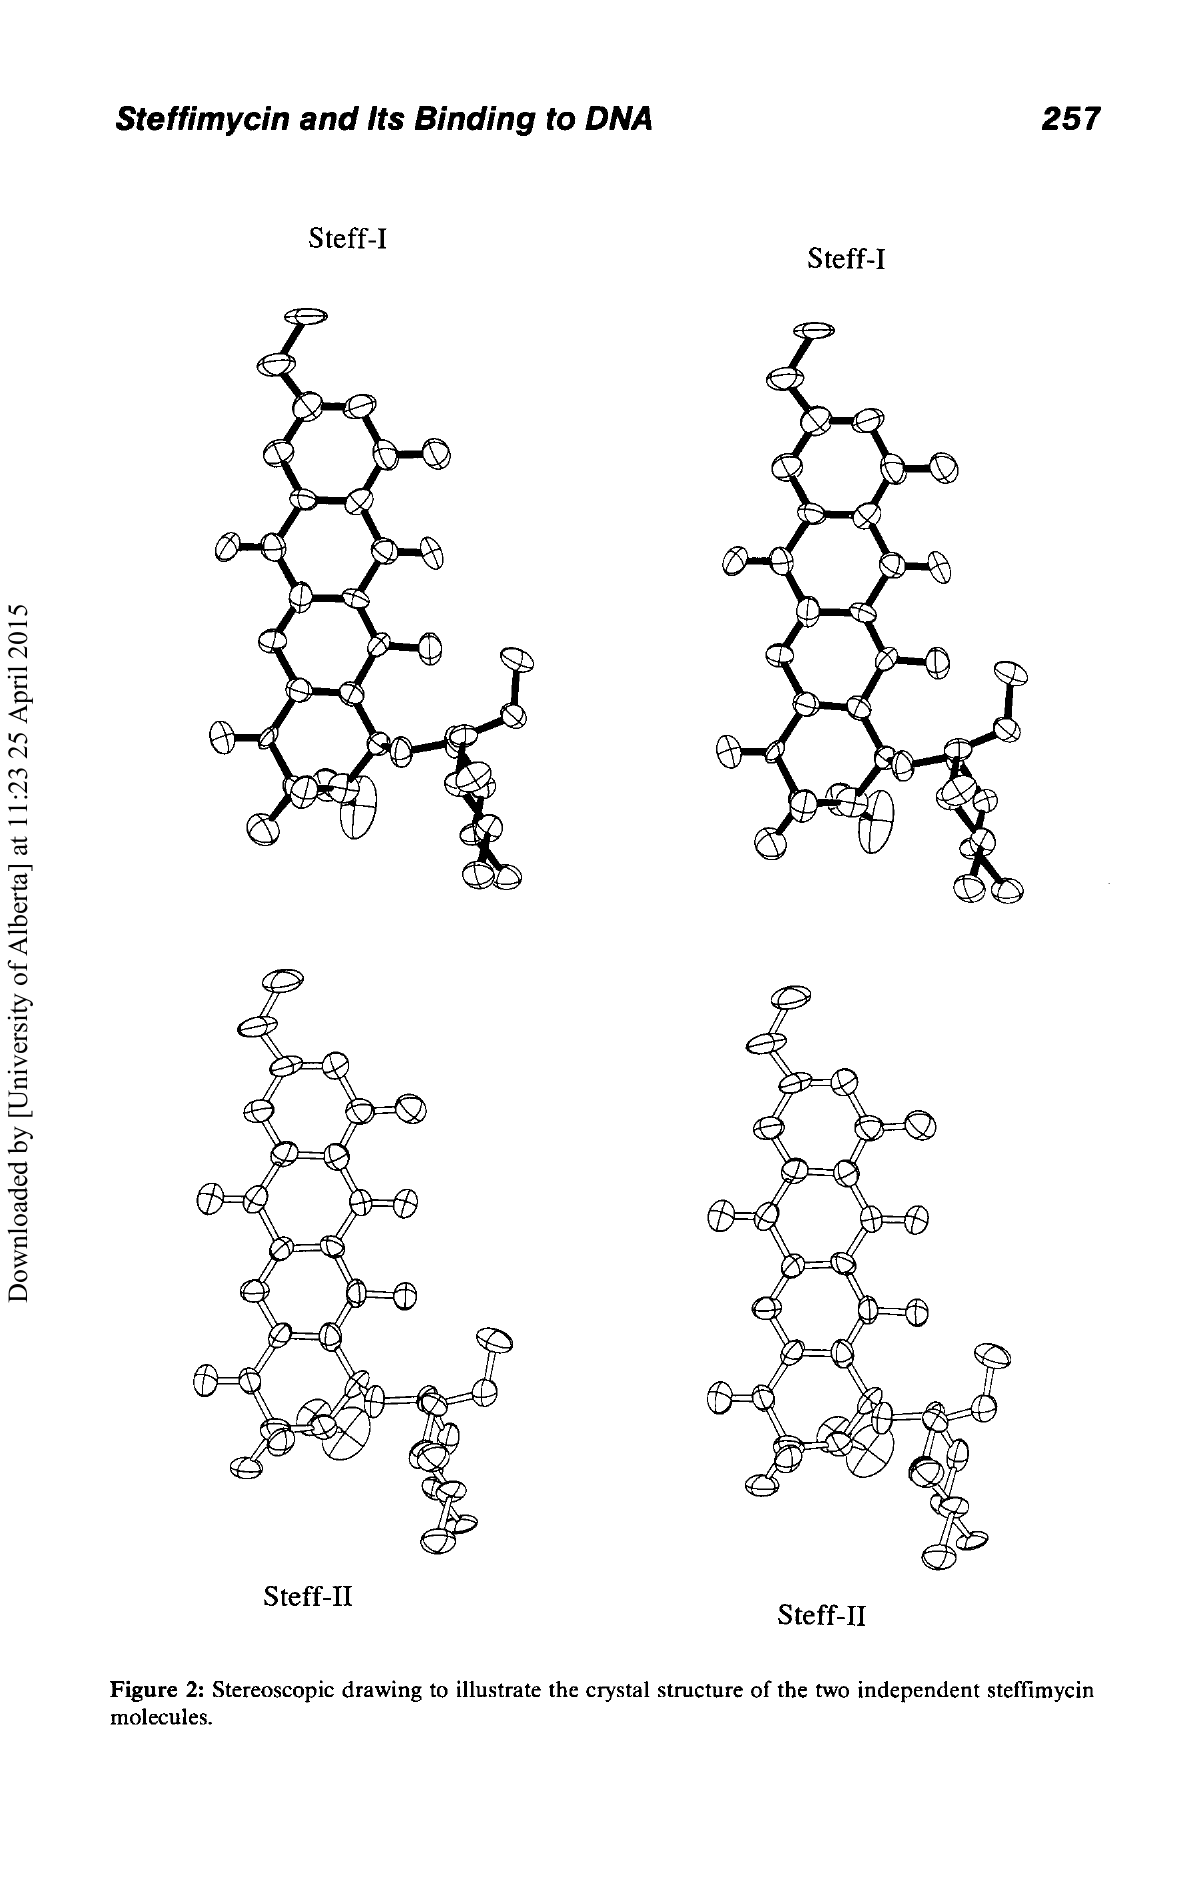 Steffimycin and Its Binding to DNA 257
Steff-I
Steff-I
Steff-II
Steff-II
Figure 2: Stereoscopic drawing to illustrate the crystal structure of the two independent steffimycin
molecules.
Downloaded by [University of Alberta] at 11:23 25 April 2015